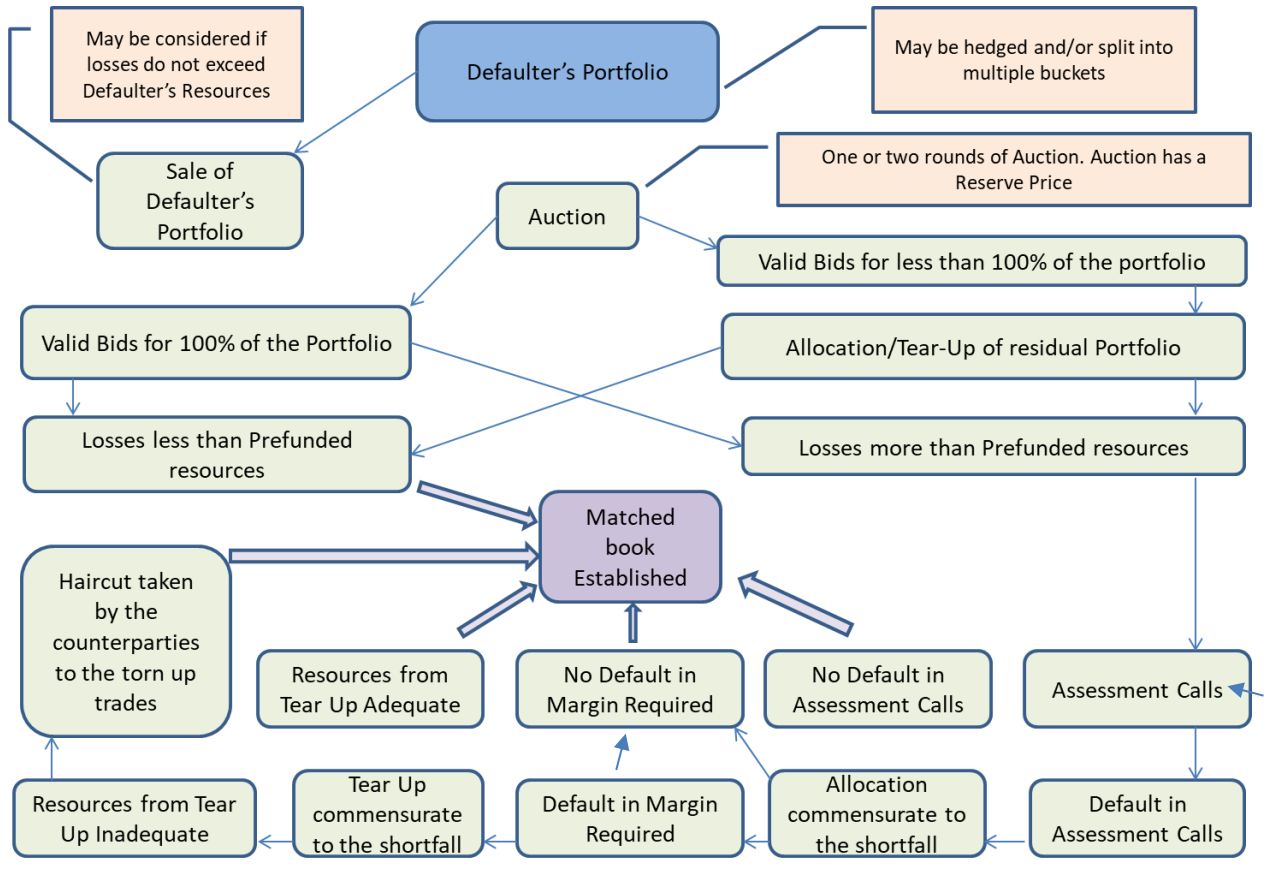 May be considered if
losses do not exceed
Defaulter’s Resources
Defaulter’s Portfolio
May be hedged and/or split into
multiple buckets
Sale of
Defaulter’s
Portfolio
One or two rounds of Auction. Auction has a
Reserve Price
Auction
Valid Bids for less than 100% of the portfolio
Valid Bids for 100% of the Portfolio
Allocation/Tear-Up of residual Portfolio
Losses less than Prefunded
resources
Losses more than Prefunded resources
Matched
book
Established
Haircut taken
by the
counterparties
to the torn up
trades
Resources from
Tear Up Adequate
No Default in
Margin Required
No Default in
Assessment Calls
Assessment Calls
Resources from Tear
Up Inadequate
Tear Up
commensurate
to the shortfall
Default in Margin
Required
Allocation
commensurate to
the shortfall
Default in
Assessment Calls